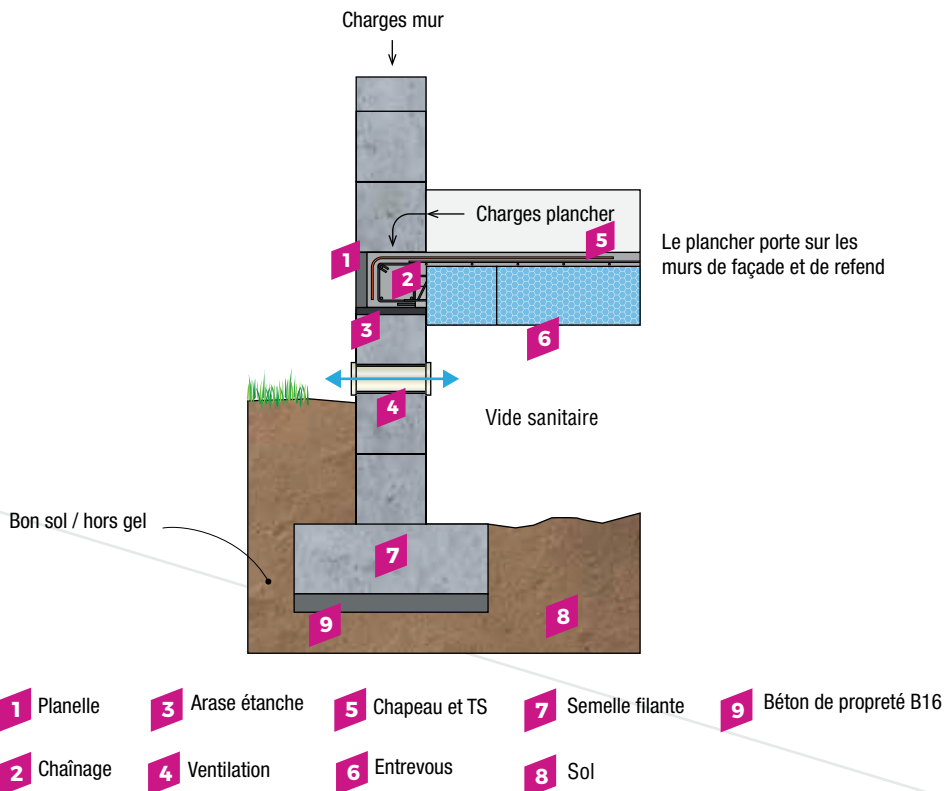 Charges mur
Charges plancher
5
Le plancher porte sur les
murs de façade et de refend
1
2
3
6
4
Vide sanitaire
Bon sol / hors gel
7
8
9
1 Planelle
3 Arase étanche
5 Chapeau et TS
7 Semelle filante
9 Béton de propreté B16
2 Chaînage
4 Ventilation
6 Entrevous
8 Sol